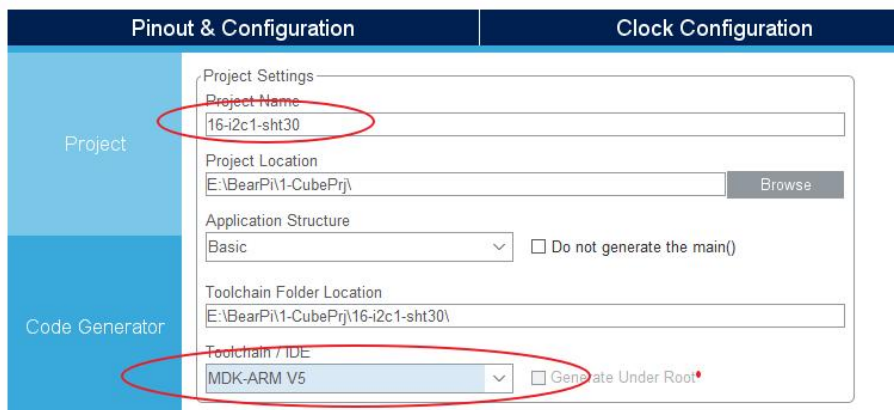 Pinout & Configuration
Clock Configuration
Project
Code Generator
Project Settings
Project Name
16-i2c1-sht30
Project Location
E:\BearPi\1-CubePrj\
Browse
Application Structure
Basic
Do not generate the main()
Toolchain Folder Location
E:\BearPi\1-CubePrj\16-i2c1-sht30\
Toolchain / IDE
MDK-ARM V5
Generate Under Root